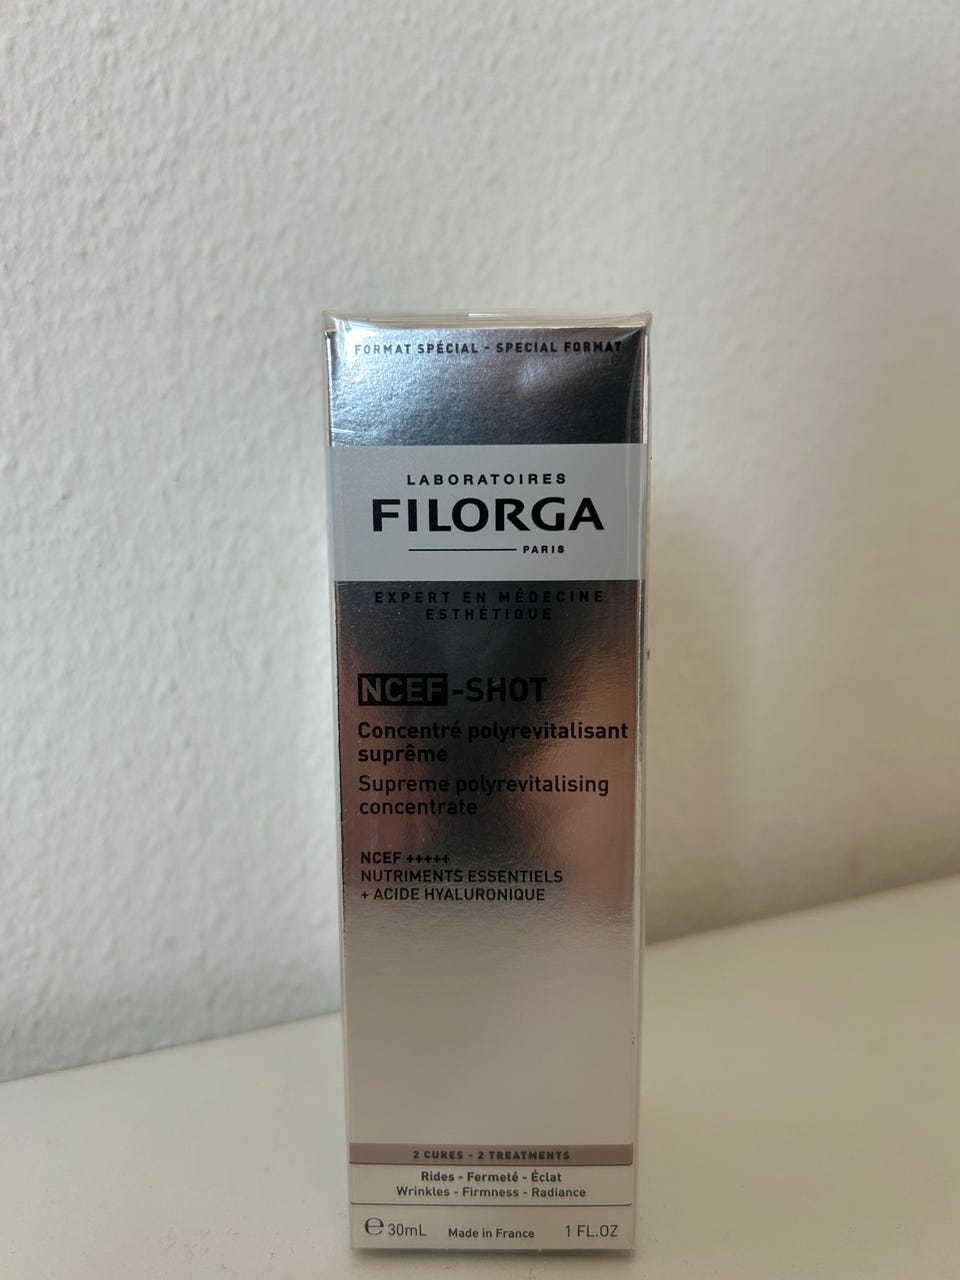 FORMAT SPÉCIAL - SPECIAL FORMAT
LABORATOIRES
FILORGA
PARIS
EXPERT EN MÉDECINE
ESTHÉTIQUE
NCEF-SHOT
Concentré polyrevitalisant
suprême
Supreme polyrevitalising
concentrate
NCEF +++++
NUTRIMENTS ESSENTIELS
+ ACIDE HYALURONIQUE
2 CURES - 2 TREATMENTS
Rides - Fermeté - Éclat
Wrinkles - Firmness - Radiance
℮ 30mL Made in France 1 FL.OZ